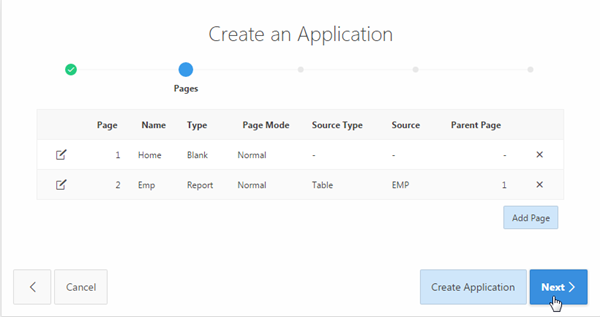 Create an Application
Pages
Page Name Type Page Mode Source Type Source Parent Page
1 Home Blank Normal - - -
2 Emp Report Normal Table EMP 1
Add Page
Cancel Create Application Next